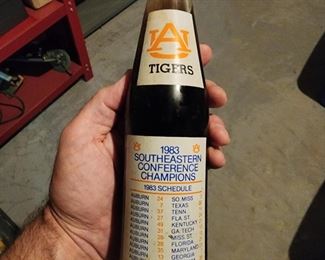 AU
TIGERS
1983
SOUTHEASTERN
CONFERENCE
CHAMPIONS
1983 SCHEDULE
AUBURN 24 SO. MISS
AUBURN 7 TEXAS
AUBURN 37 TENN
AUBURN 27 FLA. ST.
AUBURN 49 KENTUCKY
AUBURN 31 GA. TECH
AUBURN 28 MISS. ST.
AUBURN 28 FLORIDA
AUBURN 35 MARYLAND
AUBURN 13 GEORGIA